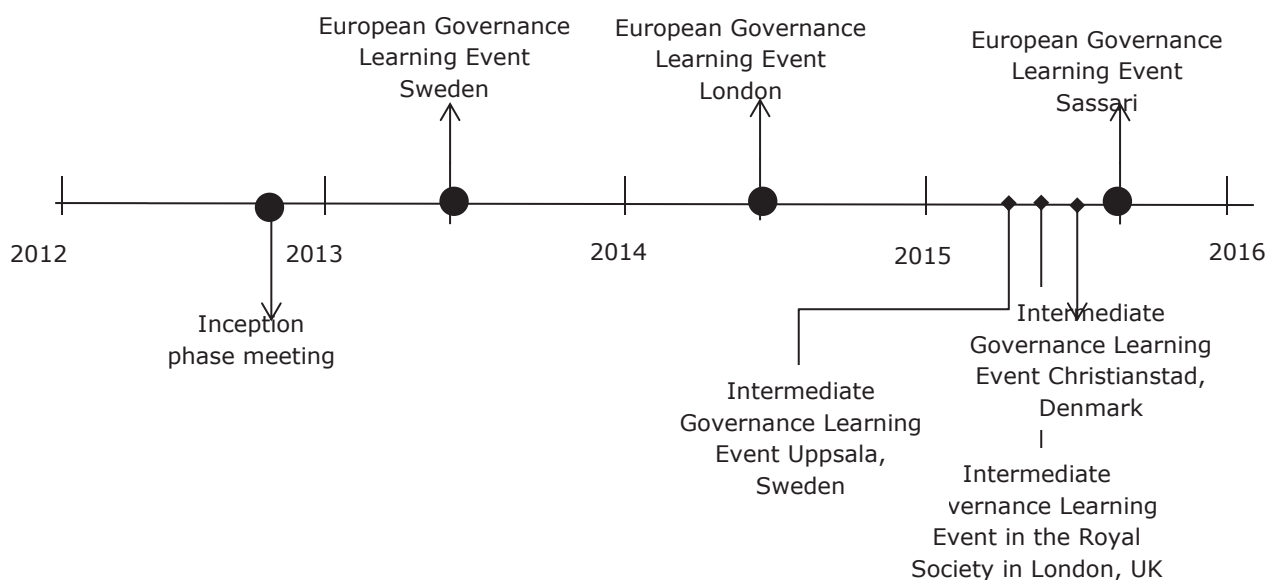 European Governance
Learning Event
Sweden
European Governance
Learning Event
London
European Governance
Learning Event
Sassari
2012
2013
2014
2015
2016
Inception
phase meeting
Intermediate
Governance Learning
Event Uppsala,
Sweden
Intermediate
Governance Learning
Event Christianstad,
Denmark
Intermediate
vernance Learning
Event in the Royal
Society in London, UK